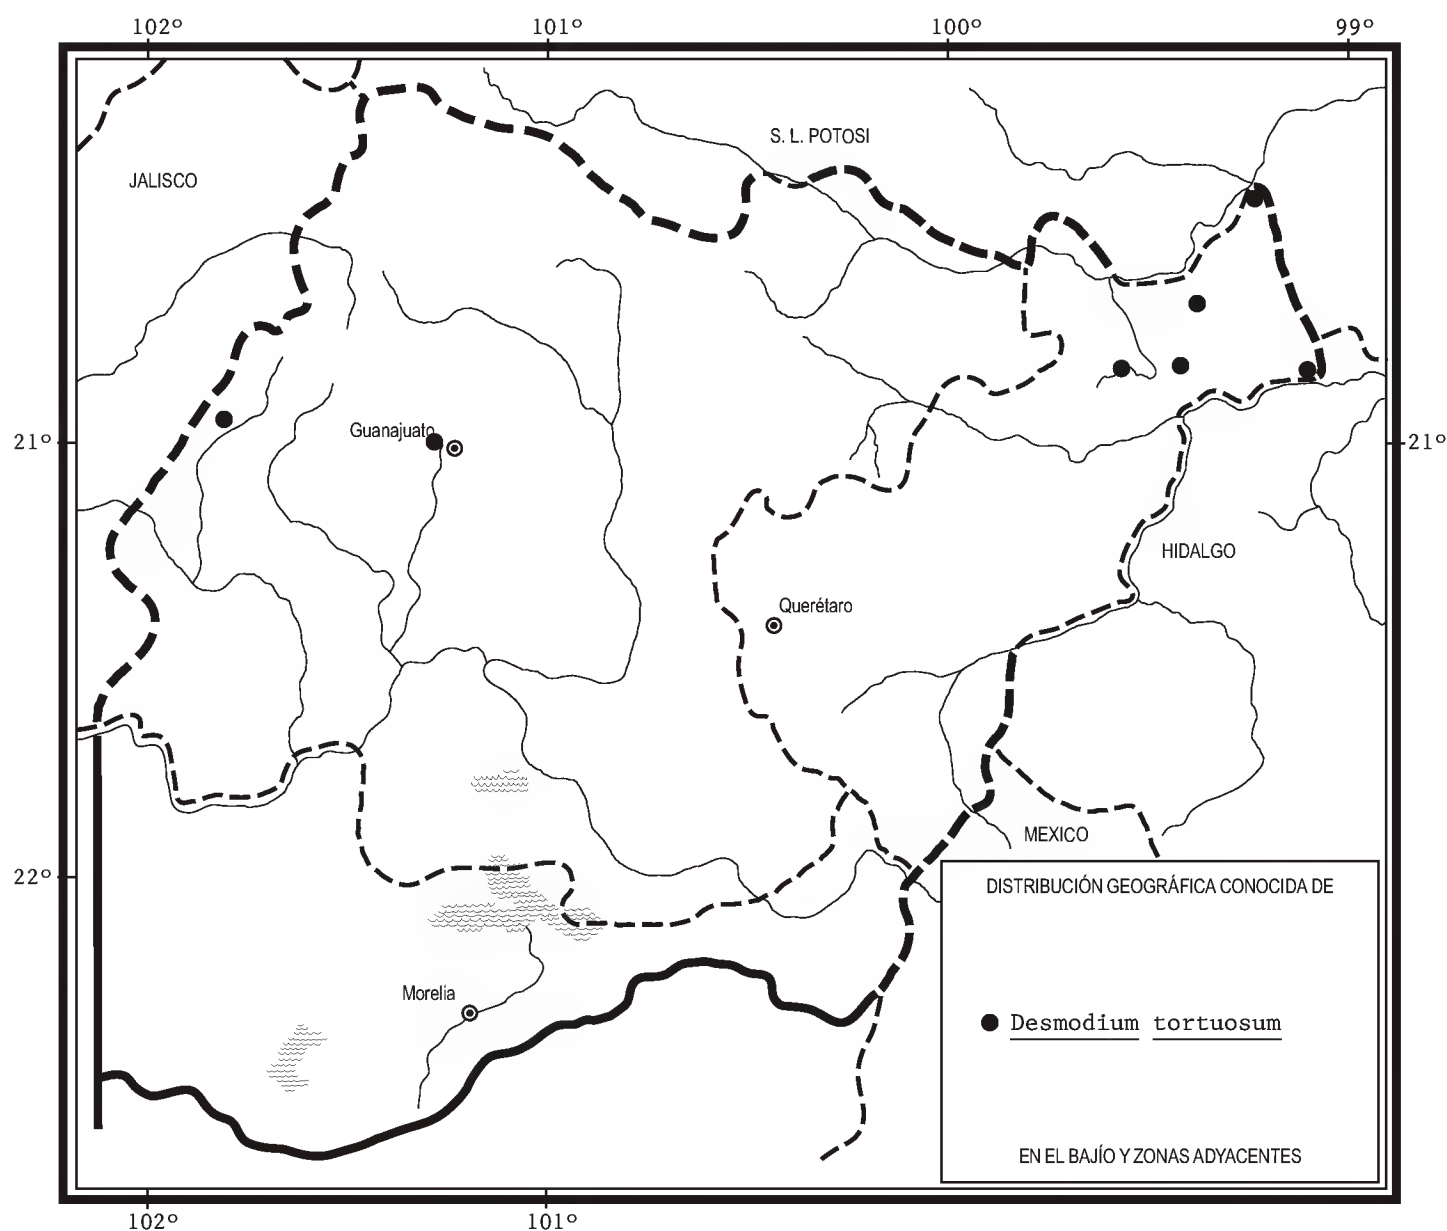 102° 101° 100° 99°
S. L. POTOSI
JALISCO
Guanajuato
21° 21°
HIDALGO
Querétaro
MEXICO
22°
DISTRIBUCIÓN GEOGRÁFICA CONOCIDA DE
Morelia
Desmodium tortuosum
EN EL BAJÍO Y ZONAS ADYACENTES
102° 101°